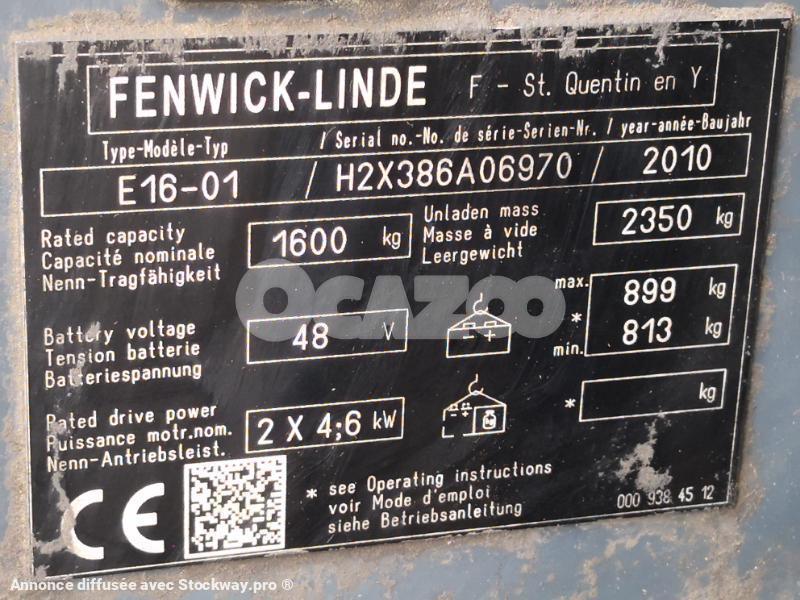 FENWICK-LINDE F - St. Quentin en Y
Type-Modèle-Typ / Serial no.-No. de série-Serien-Nr. / year-année-Baujahr
E16-01 / H2X386A06970 / 2010
Rated capacity
Capacité nominale
Nenn-Tragfähigkeit
1600 kg
Unladen mass
Masse à vide
Leergewicht
2350 kg
Battery voltage
Tension batterie
Batteriespannung
48 V
- +
max. 899 kg
*
min. 813 kg
Rated drive power
Puissance motr.nom.
Nenn-Antriebsleist.
2 X 4;6 kW
- + kg
* kg
CE
* see Operating instructions
voir Mode d'emploi
siehe Betriebsanleitung
000 938 45 12
OCAZOO
Annonce diffusée avec Stockway.pro ®